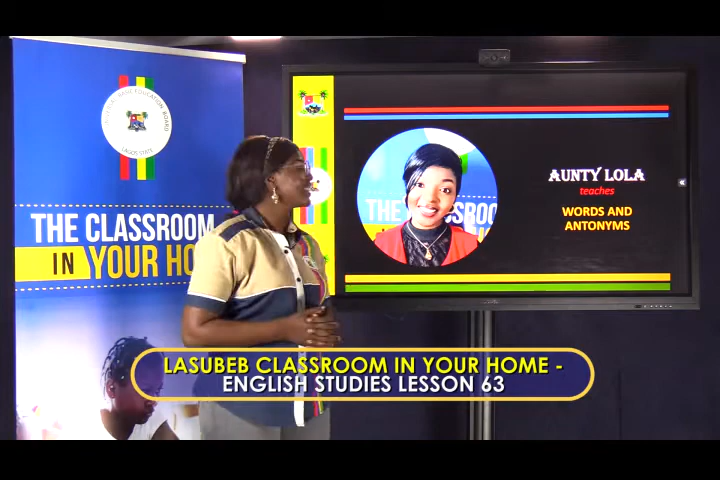 THE CLASSROOM
IN YOUR HO
AUNTY LOLA
teaches
WORDS AND
ANTONYMS
LASUBEB CLASSROOM IN YOUR HOME -
ENGLISH STUDIES LESSON 63